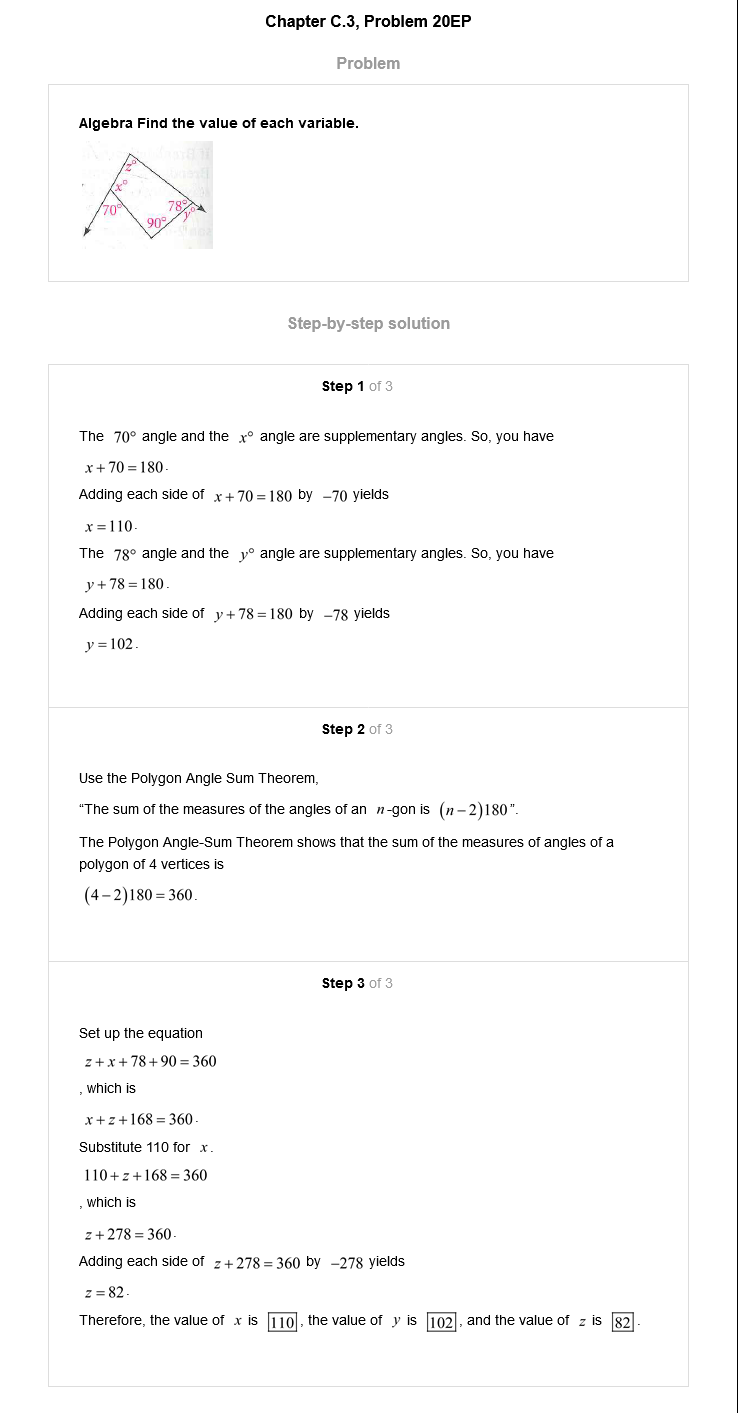 Chapter C.3, Problem 20EP
Problem
Algebra Find the value of each variable.
z°
x°
70°
78°
90°
y°
Step-by-step solution
Step 1 of 3
The 70° angle and the x° angle are supplementary angles. So, you have
x + 70 = 180.
Adding each side of x + 70 = 180 by −70 yields
x = 110.
The 78° angle and the y° angle are supplementary angles. So, you have
y + 78 = 180.
Adding each side of y + 78 = 180 by −78 yields
y = 102.
Step 2 of 3
Use the Polygon Angle Sum Theorem,
“The sum of the measures of the angles of an n-gon is (n − 2)180”.
The Polygon Angle-Sum Theorem shows that the sum of the measures of angles of a
polygon of 4 vertices is
(4 − 2)180 = 360.
Step 3 of 3
Set up the equation
z + x + 78 + 90 = 360
, which is
x + z + 168 = 360.
Substitute 110 for x.
110 + z + 168 = 360
, which is
z + 278 = 360.
Adding each side of z + 278 = 360 by −278 yields
z = 82.
Therefore, the value of x is 110, the value of y is 102, and the value of z is 82.